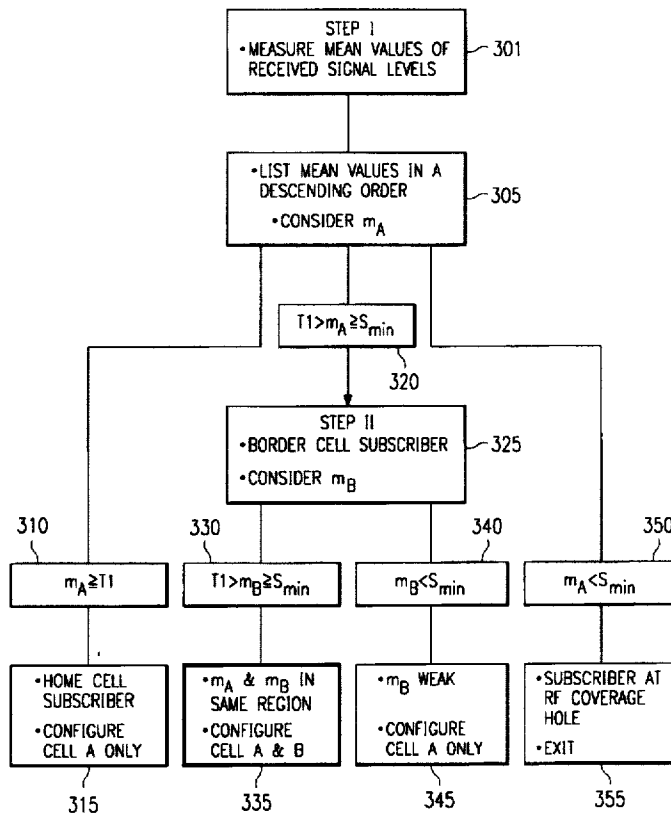 STEP I
•MEASURE MEAN VALUES OF
RECEIVED SIGNAL LEVELS
301
•LIST MEAN VALUES IN A
DESCENDING ORDER
•CONSIDER mA
305
T1>mA≧Smin
320
STEP II
•BORDER CELL SUBSCRIBER
•CONSIDER mB
325
310
330
340
350
mA≧T1
T1>mB≧Smin
mB<Smin
mA<Smin
•HOME CELL
SUBSCRIBER
•CONFIGURE
CELL A ONLY
•mA & mB IN
SAME REGION
•CONFIGURE
CELL A & B
•mB WEAK
•CONFIGURE
CELL A ONLY
•SUBSCRIBER AT
RF COVERAGE
HOLE
•EXIT
315
335
345
355